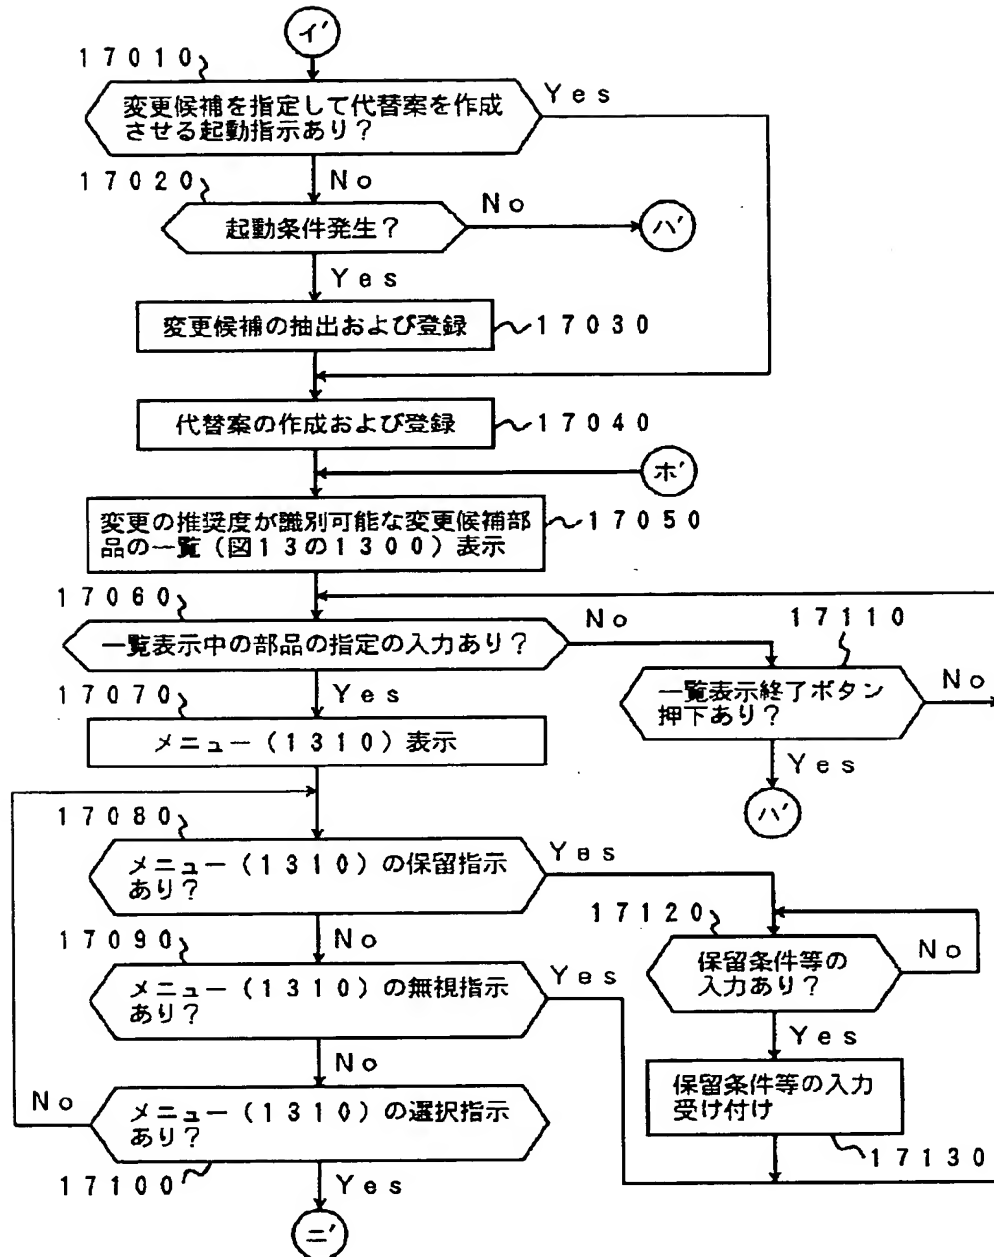 イ′
17010
変更候補を指定して代替案を作成
させる起動指示あり?
Yes
No
17020
起動条件発生?
No
ハ′
Yes
変更候補の抽出および登録
17030
代替案の作成および登録
17040
ホ′
変更の推奨度が識別可能な変更候補部
品の一覧(図13の1300)表示
17050
17060
一覧表示中の部品の指定の入力あり?
No
17110
一覧表示終了ボタン
押下あり?
No
Yes
ハ′
Yes
17070
メニュー(1310)表示
17080
メニュー(1310)の保留指示
あり?
Yes
No
17120
保留条件等の
入力あり?
No
Yes
保留条件等の入力
受け付け
17130
17090
メニュー(1310)の無視指示
あり?
Yes
No
メニュー(1310)の選択指示
あり?
No
17100
Yes
ニ′